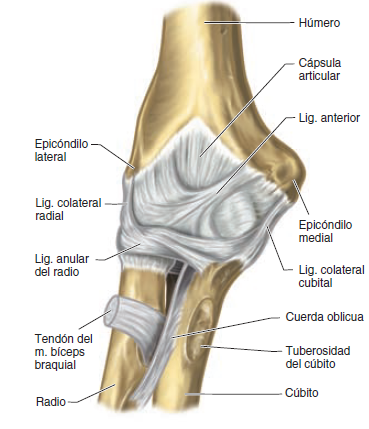 Húmero
Cápsula
articular
Lig. anterior
Epicóndilo
lateral
Lig. colateral
radial
Epicóndilo
medial
Lig. anular
del radio
Lig. colateral
cubital
Cuerda oblicua
Tendón del
m. bíceps
braquial
Tuberosidad
del cúbito
Radio
Cúbito